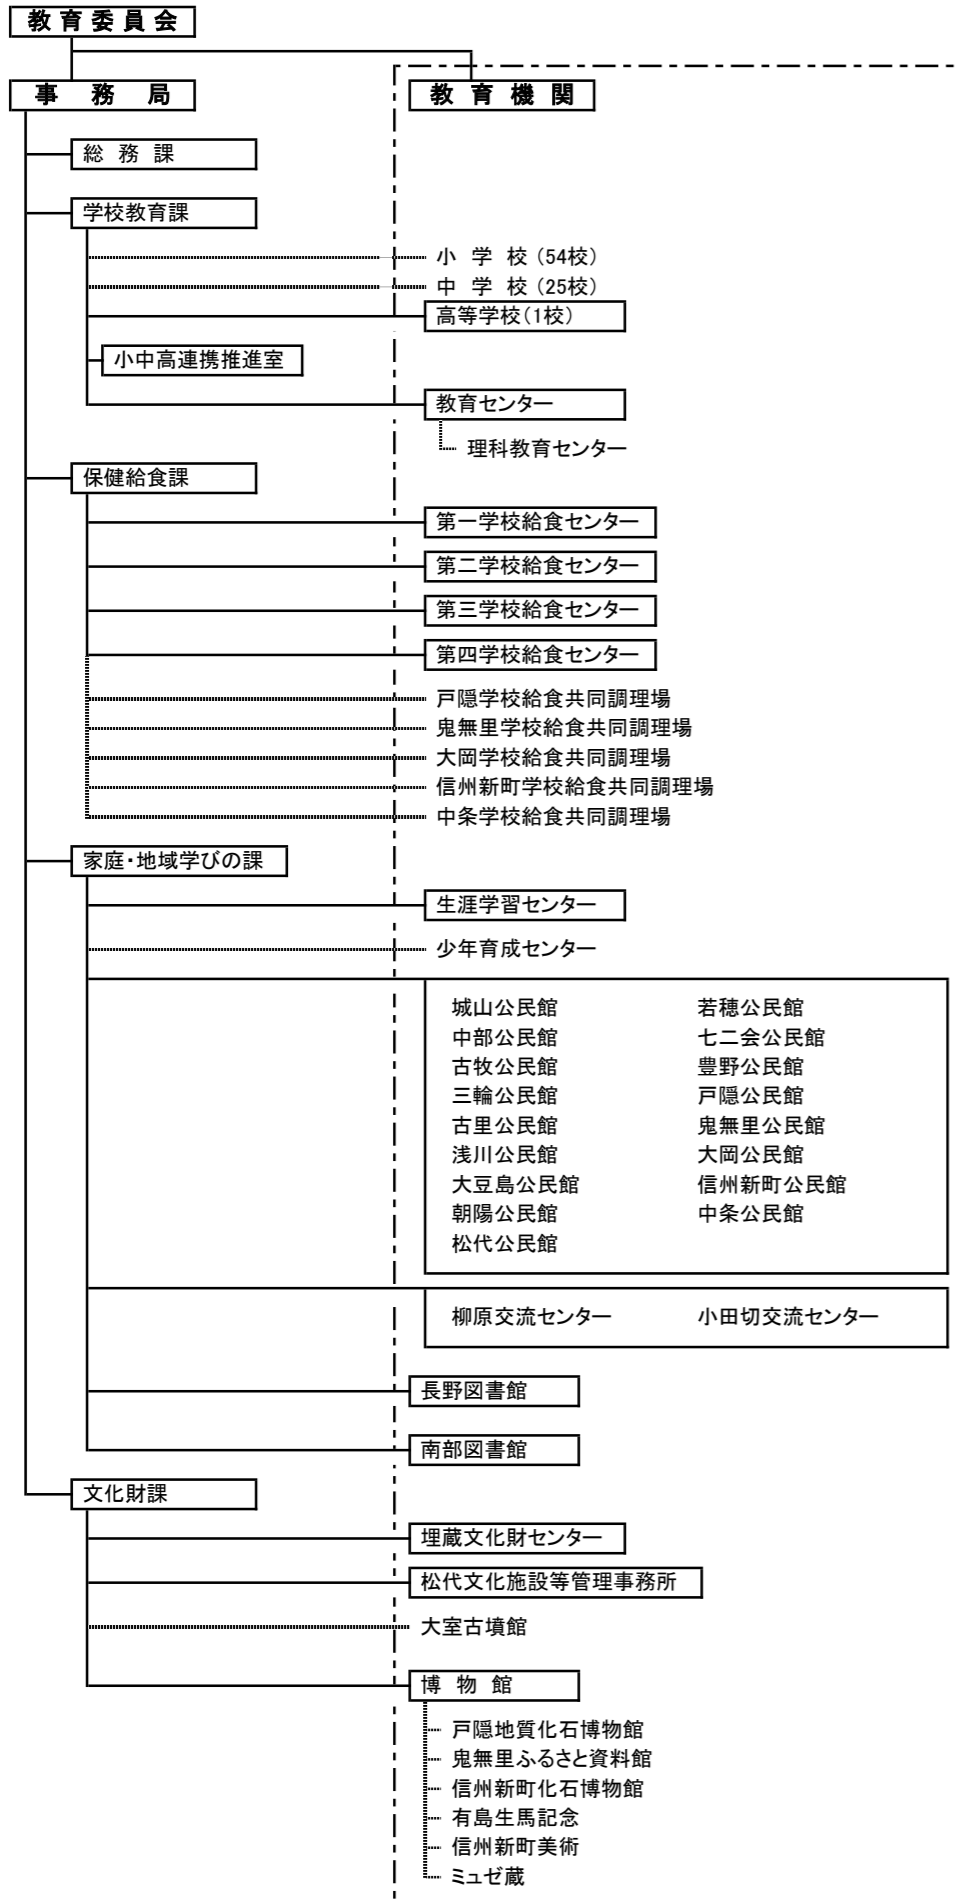 教育委員会
事務局
教育機関
総務課
学校教育課
小学校（54校）
中学校（25校）
高等学校（1校）
小中高連携推進室
教育センター
理科教育センター
保健給食課
第一学校給食センター
第二学校給食センター
第三学校給食センター
第四学校給食センター
戸隠学校給食共同調理場
鬼無里学校給食共同調理場
大岡学校給食共同調理場
信州新町学校給食共同調理場
中条学校給食共同調理場
家庭・地域学びの課
生涯学習センター
少年育成センター
城山公民館 若穂公民館
中部公民館 七二会公民館
古牧公民館 豊野公民館
三輪公民館 戸隠公民館
古里公民館 鬼無里公民館
浅川公民館 大岡公民館
大豆島公民館 信州新町公民館
朝陽公民館 中条公民館
松代公民館
柳原交流センター 小田切交流センター
長野図書館
南部図書館
文化財課
埋蔵文化財センター
松代文化施設等管理事務所
大室古墳館
博物館
戸隠地質化石博物館
鬼無里ふるさと資料館
信州新町化石博物館
有島生馬記念
信州新町美術
ミュゼ蔵